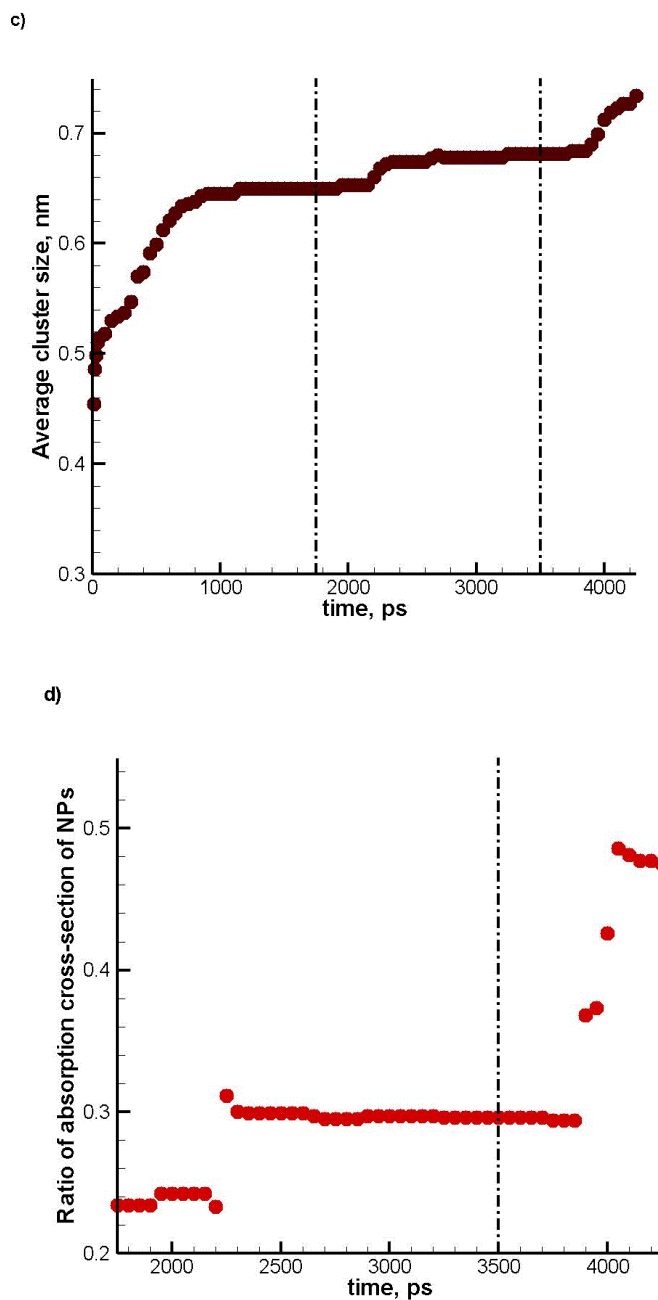 c)
Average cluster size, nm
0.7
0.6
0.5
0.4
0.3
0 1000 2000 3000 4000
time, ps
d)
Ratio of absorption cross-section of NPs
0.5
0.4
0.3
0.2
2000 2500 3000 3500 4000
time, ps